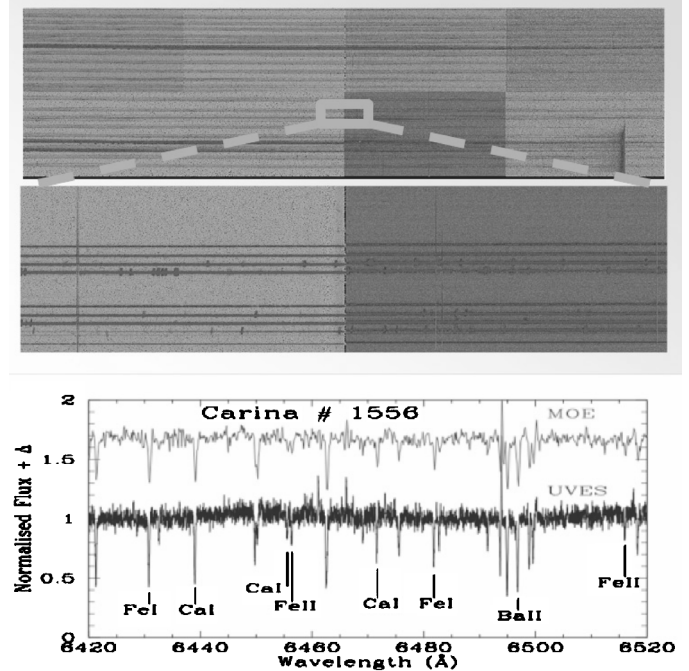 2
Carina # 1556
MOE
1.5
UVES
1
0.5
FeI
CaI
CaI
FeII
CaI
FeI
BaII
FeII
0
6420
6440
6460
6480
6500
6520
Normalised Flux + Δ
Wavelength (Å)